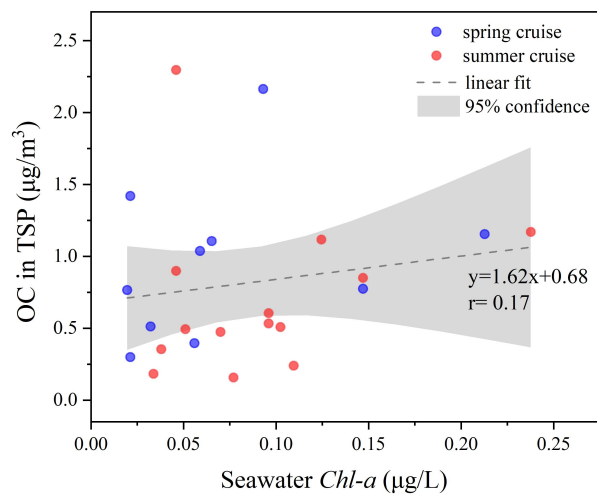 2.5
2.0
1.5
1.0
0.5
0.0
OC in TSP (μg/m³)
spring cruise
summer cruise
linear fit
95% confidence
y=1.62x+0.68
r= 0.17
0.00 0.05 0.10 0.15 0.20 0.25
Seawater Chl-a (μg/L)